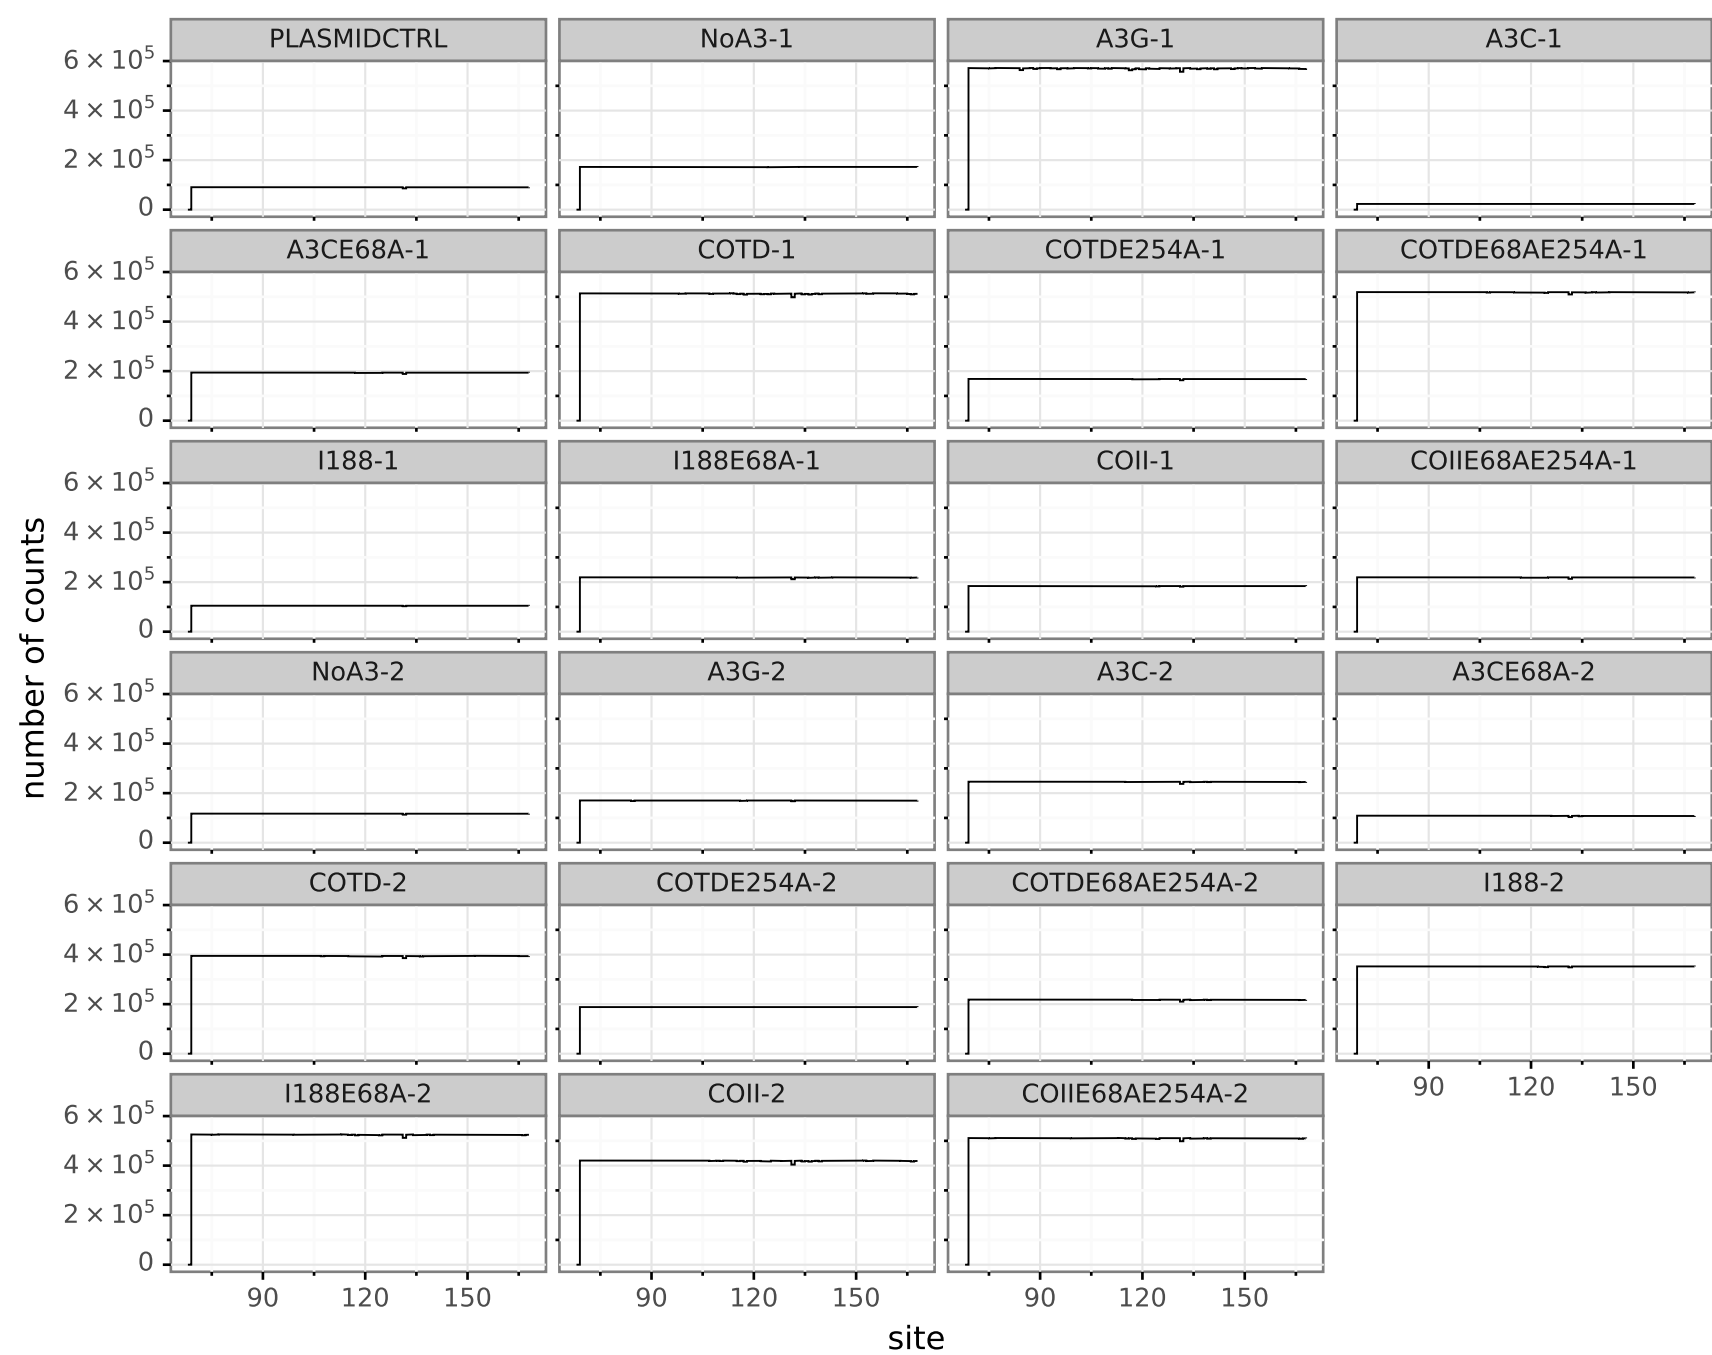 PLASMIDCTRL NoA3-1 A3G-1 A3C-1
6 × 10⁵
4 × 10⁵
2 × 10⁵
0
A3CE68A-1 COTD-1 COTDE254A-1 COTDE68AE254A-1
6 × 10⁵
4 × 10⁵
2 × 10⁵
0
I188-1 I188E68A-1 COII-1 COIIE68AE254A-1
6 × 10⁵
4 × 10⁵
2 × 10⁵
0
number of counts
NoA3-2 A3G-2 A3C-2 A3CE68A-2
6 × 10⁵
4 × 10⁵
2 × 10⁵
0
COTD-2 COTDE254A-2 COTDE68AE254A-2 I188-2
6 × 10⁵
4 × 10⁵
2 × 10⁵
0
90 120 150
I188E68A-2 COII-2 COIIE68AE254A-2
6 × 10⁵
4 × 10⁵
2 × 10⁵
0
90 120 150 90 120 150 90 120 150
site